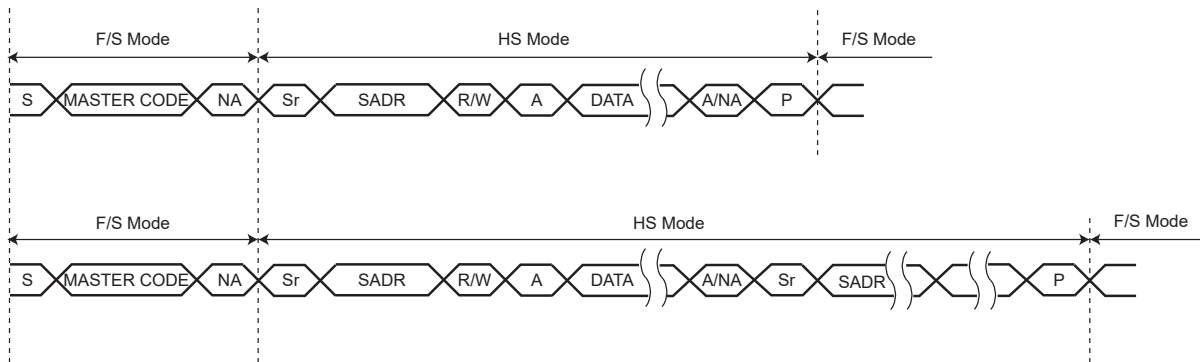 F/S Mode HS Mode F/S Mode
S MASTER CODE NA Sr SADR R/W A DATA A/NA P
F/S Mode HS Mode F/S Mode
S MASTER CODE NA Sr SADR R/W A DATA A/NA Sr SADR P